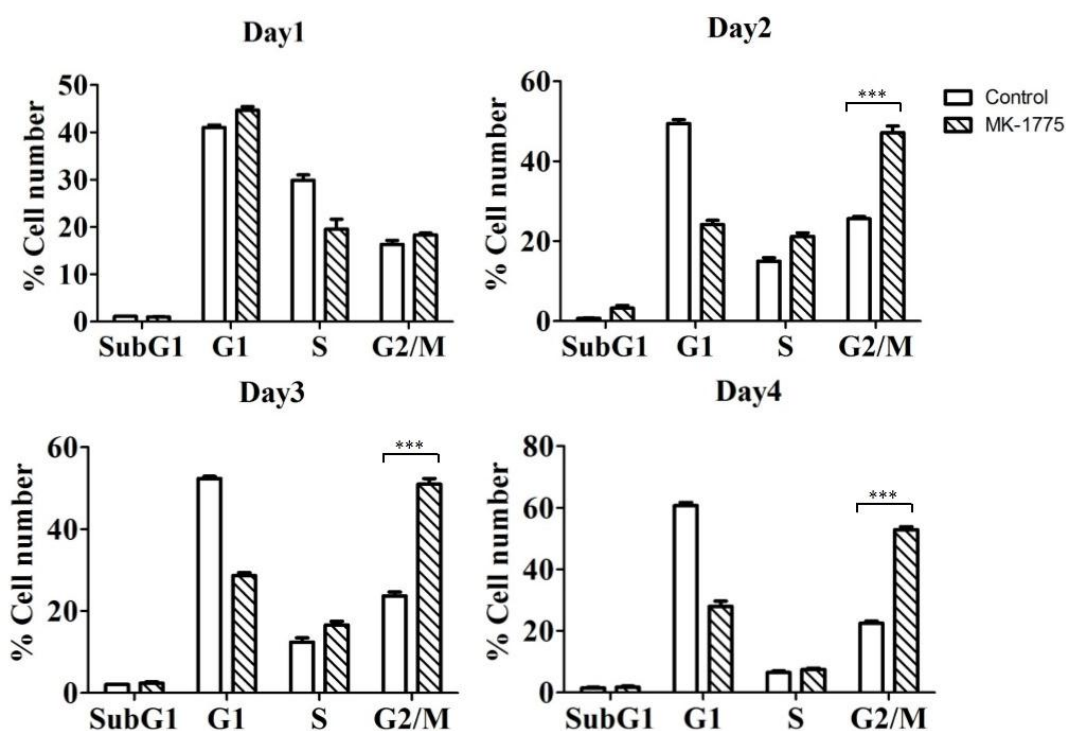 Day1
% Cell number
50
40
30
20
10
0
SubG1 G1 S G2/M
Day2
% Cell number
60
40
20
0
***
SubG1 G1 S G2/M
Control
MK-1775
Day3
% Cell number
60
40
20
0
***
SubG1 G1 S G2/M
Day4
% Cell number
80
60
40
20
0
***
SubG1 G1 S G2/M